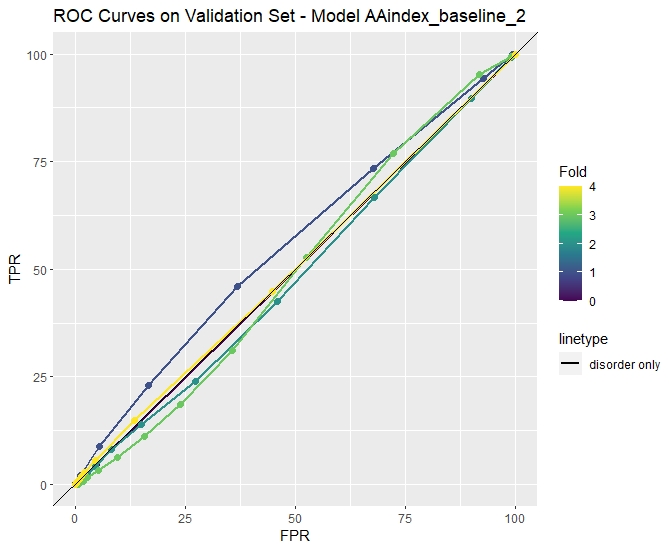 ROC Curves on Validation Set - Model AAindex_baseline_2
TPR
100
75
50
25
0
0
25
50
75
100
FPR
Fold
4
3
2
1
0
linetype
disorder only